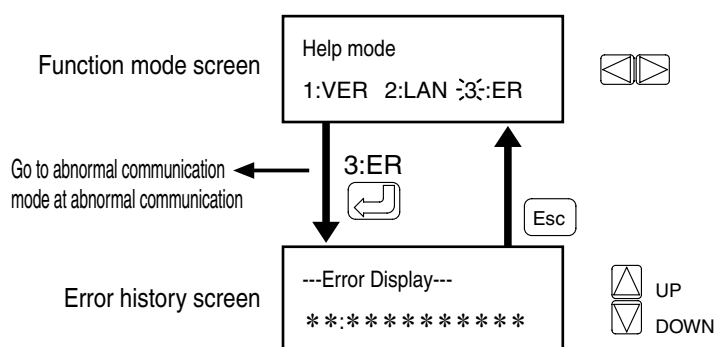 Function mode screen
Help mode
1:VER 2:LAN 3:ER
Go to abnormal communication
mode at abnormal communication
3:ER
Esc
Error history screen
---Error Display---
**:**********
UP
DOWN